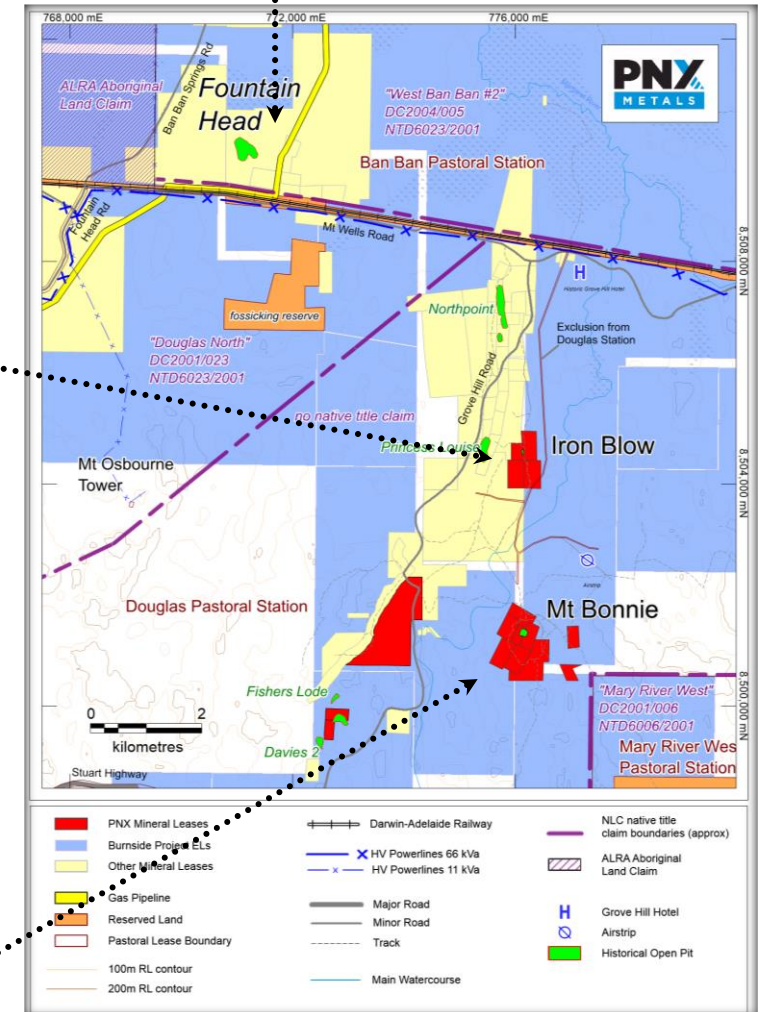 768,000 mE
772,000 mE
776,000 mE
PNX
METALS
ALRA Aboriginal
Land Claim
Ban Ban Springs Rd
Fountain
Head
"West Ban Ban #2"
DC2004/005
NTD6023/2001
Ban Ban Pastoral Station
Fountain
Head Rd
Mt Wells Road
8,508,000 mN
H
Historic Grove Hill Hotel
fossicking reserve
Northpoint
Exclusion from
Douglas Station
"Douglas North"
DC2001/023
NTD6023/2001
Grove Hill Road
no native title claim
Princess Louise
Iron Blow
Mt Osbourne
Tower
8,504,000 mN
Airstrip
Douglas Pastoral Station
Mt Bonnie
Fishers Lode
"Mary River West"
DC2001/006
NTD6006/2001
8,500,000 mN
0 2
kilometres
Davies 2
Mary River Wes
Pastoral Station
Stuart Highway
PNX Mineral Leases
Burnside Project ELs
Other Mineral Leases
Gas Pipeline
Reserved Land
Pastoral Lease Boundary
100m RL contour
200m RL contour
Darwin-Adelaide Railway
HV Powerlines 66 kVa
HV Powerlines 11 kVa
Major Road
Minor Road
Track
Main Watercourse
NLC native title
claim boundaries (approx)
ALRA Aboriginal
Land Claim
H Grove Hill Hotel
Airstrip
Historical Open Pit